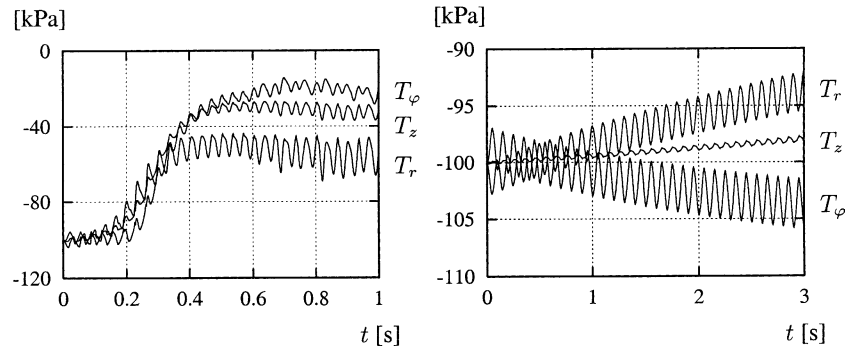 [kPa]
0
-40
-80
-120
0 0.2 0.4 0.6 0.8 1
t [s]
T_φ
T_z
T_r
[kPa]
-90
-95
-100
-105
-110
0 1 2 3
t [s]
T_r
T_z
T_φ